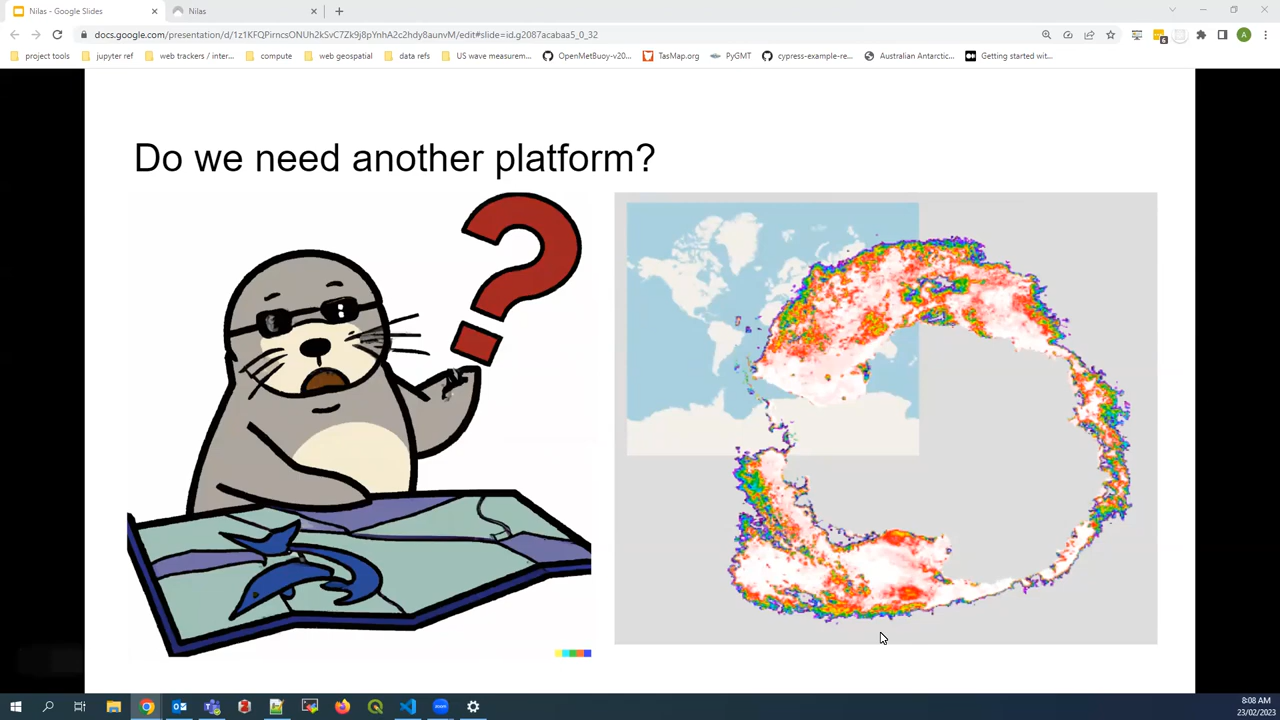 Nilas - Google Slides
Nilas
docs.google.com/presentation/d/1z1KFQPirncsONUh2kSvC7Zk9j8pYnhA2c2hdy8aunvM/edit#slide=id.g2087acabaa5_0_32
A
project tools
jupyter ref
web trackers / inter...
compute
web geospatial
data refs
US wave measurem...
OpenMetBuoy-v20...
TasMap.org
PyGMT
cypress-example-re...
Australian Antarctic...
Getting started wit...
Do we need another platform?
8:08 AM
23/02/2023